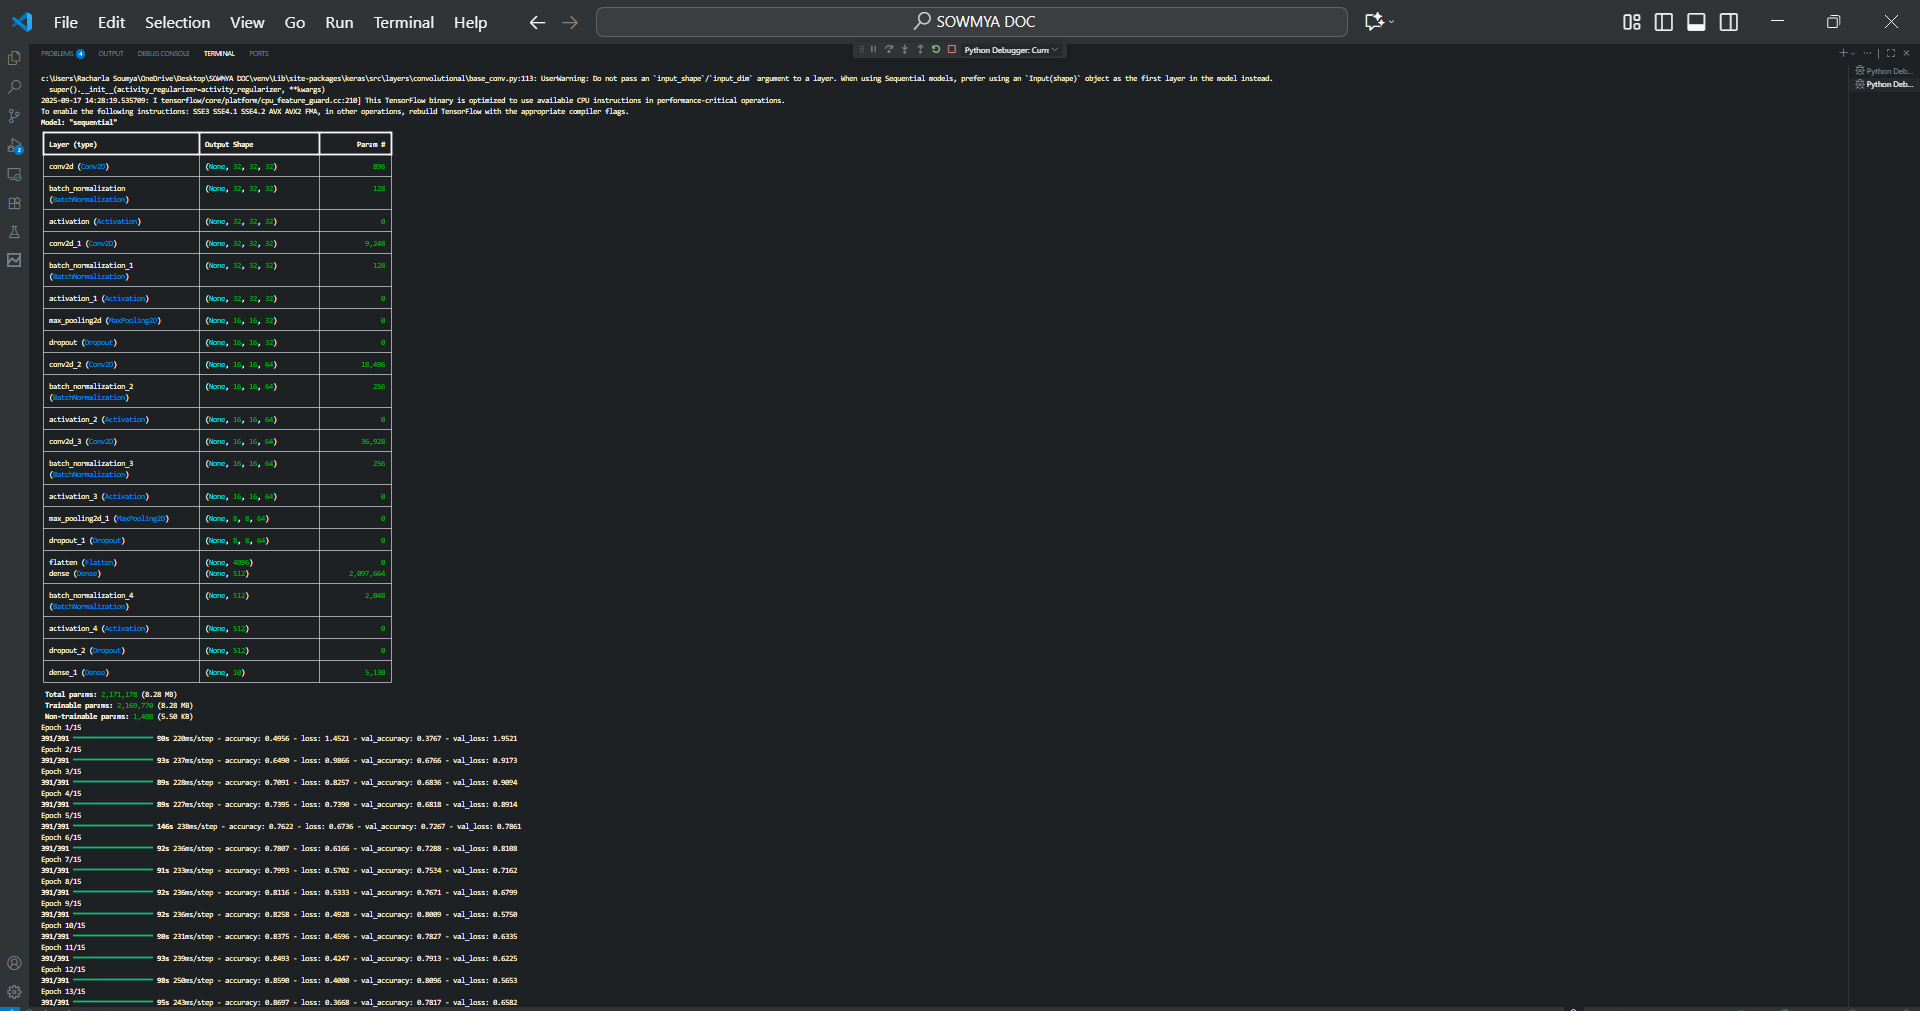 File Edit Selection View Go Run Terminal Help
SOWMYA DOC
PROBLEMS 4 OUTPUT DEBUG CONSOLE TERMINAL PORTS
Python Debugger: Curr
Python Deb...
Python Deb...
c:\Users\Racharla Soumya\OneDrive\Desktop\SOWMYA DOC\venv\Lib\site-packages\keras\src\layers\convolutional\base_conv.py:113: UserWarning: Do not pass an `input_shape`/`input_dim` argument to a layer. When using Sequential models, prefer using an `Input(shape)` object as the first layer in the model instead.
super().__init__(activity_regularizer=activity_regularizer, **kwargs)
2025-09-17 14:28:19.535709: I tensorflow/core/platform/cpu_feature_guard.cc:210] This TensorFlow binary is optimized to use available CPU instructions in performance-critical operations.
To enable the following instructions: SSE3 SSE4.1 SSE4.2 AVX AVX2 FMA, in other operations, rebuild TensorFlow with the appropriate compiler flags.
Model: "sequential"
Layer (type) Output Shape Param #
conv2d (Conv2D) (None, 32, 32, 32) 896
batch_normalization (None, 32, 32, 32) 128
(BatchNormalization)
activation (Activation) (None, 32, 32, 32) 0
conv2d_1 (Conv2D) (None, 32, 32, 32) 9,248
batch_normalization_1 (None, 32, 32, 32) 128
(BatchNormalization)
activation_1 (Activation) (None, 32, 32, 32) 0
max_pooling2d (MaxPooling2D) (None, 16, 16, 32) 0
dropout (Dropout) (None, 16, 16, 32) 0
conv2d_2 (Conv2D) (None, 16, 16, 64) 18,496
batch_normalization_2 (None, 16, 16, 64) 256
(BatchNormalization)
activation_2 (Activation) (None, 16, 16, 64) 0
conv2d_3 (Conv2D) (None, 16, 16, 64) 36,928
batch_normalization_3 (None, 16, 16, 64) 256
(BatchNormalization)
activation_3 (Activation) (None, 16, 16, 64) 0
max_pooling2d_1 (MaxPooling2D) (None, 8, 8, 64) 0
dropout_1 (Dropout) (None, 8, 8, 64) 0
flatten (Flatten) (None, 4096) 0
dense (Dense) (None, 512) 2,097,664
batch_normalization_4 (None, 512) 2,048
(BatchNormalization)
activation_4 (Activation) (None, 512) 0
dropout_2 (Dropout) (None, 512) 0
dense_1 (Dense) (None, 10) 5,130
Total params: 2,171,178 (8.28 MB)
Trainable params: 2,169,770 (8.28 MB)
Non-trainable params: 1,408 (5.50 KB)
Epoch 1/15
391/391 90s 220ms/step - accuracy: 0.4956 - loss: 1.4521 - val_accuracy: 0.3767 - val_loss: 1.9521
Epoch 2/15
391/391 93s 237ms/step - accuracy: 0.6490 - loss: 0.9866 - val_accuracy: 0.6766 - val_loss: 0.9173
Epoch 3/15
391/391 89s 228ms/step - accuracy: 0.7091 - loss: 0.8257 - val_accuracy: 0.6836 - val_loss: 0.9094
Epoch 4/15
391/391 89s 227ms/step - accuracy: 0.7395 - loss: 0.7390 - val_accuracy: 0.6818 - val_loss: 0.8914
Epoch 5/15
391/391 146s 238ms/step - accuracy: 0.7622 - loss: 0.6736 - val_accuracy: 0.7267 - val_loss: 0.7861
Epoch 6/15
391/391 92s 236ms/step - accuracy: 0.7807 - loss: 0.6166 - val_accuracy: 0.7288 - val_loss: 0.8108
Epoch 7/15
391/391 91s 233ms/step - accuracy: 0.7993 - loss: 0.5702 - val_accuracy: 0.7534 - val_loss: 0.7162
Epoch 8/15
391/391 92s 236ms/step - accuracy: 0.8116 - loss: 0.5333 - val_accuracy: 0.7671 - val_loss: 0.6799
Epoch 9/15
391/391 92s 236ms/step - accuracy: 0.8258 - loss: 0.4928 - val_accuracy: 0.8009 - val_loss: 0.5750
Epoch 10/15
391/391 90s 231ms/step - accuracy: 0.8375 - loss: 0.4596 - val_accuracy: 0.7827 - val_loss: 0.6335
Epoch 11/15
391/391 93s 239ms/step - accuracy: 0.8493 - loss: 0.4247 - val_accuracy: 0.7913 - val_loss: 0.6225
Epoch 12/15
391/391 98s 250ms/step - accuracy: 0.8590 - loss: 0.4000 - val_accuracy: 0.8096 - val_loss: 0.5653
Epoch 13/15
391/391 95s 243ms/step - accuracy: 0.8697 - loss: 0.3668 - val_accuracy: 0.7817 - val_loss: 0.6582